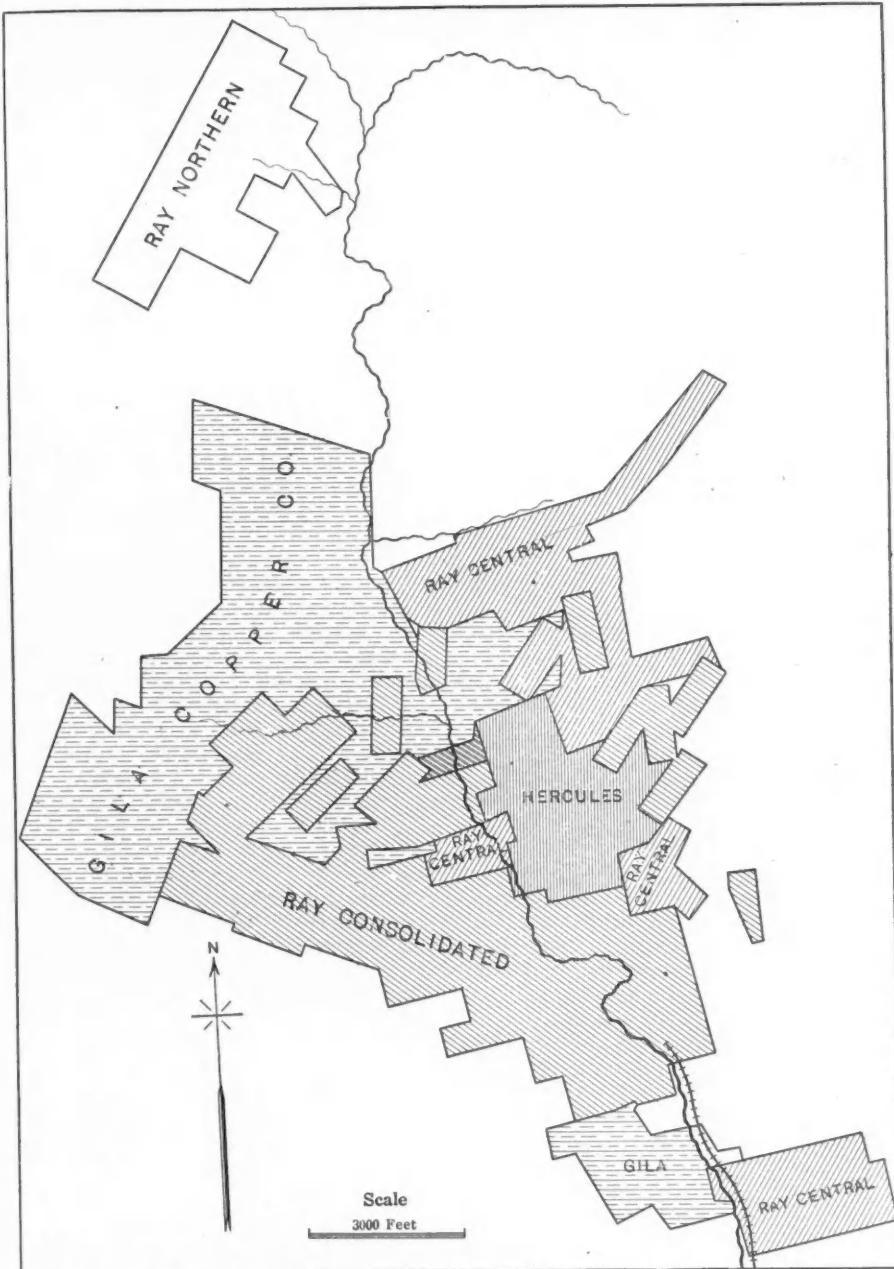 RAY NORTHERN
GILA COPPER CO.
RAY CENTRAL
HERCULES
RAY
CENTRAL
RAY
CENTRAL
RAY CONSOLIDATED
N
GILA
RAY CENTRAL
Scale
3000 Feet